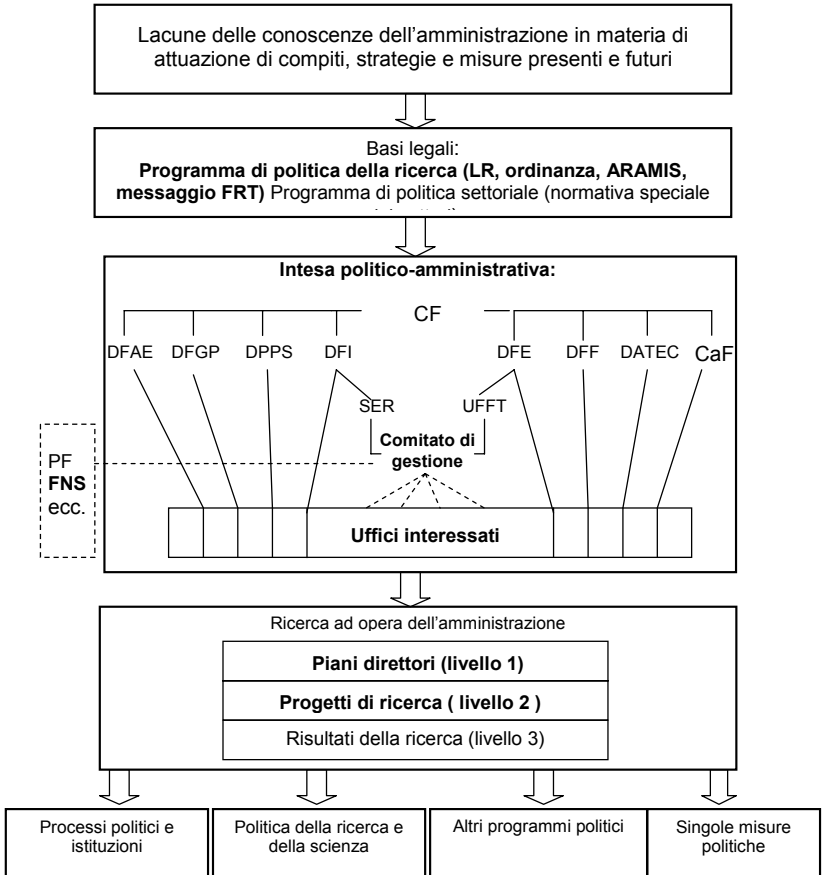 Lacune delle conoscenze dell'amministrazione in materia di
attuazione di compiti, strategie e misure presenti e futuri
Basi legali:
Programma di politica della ricerca (LR, ordinanza, ARAMIS,
messaggio FRT) Programma di politica settoriale (normativa speciale
Intesa politico-amministrativa:
CF
DFAE DFGP DPPS DFI DFE DFF DATEC CaF
SER UFFT
Comitato di
gestione
PF
FNS
ecc.
Uffici interessati
Ricerca ad opera dell'amministrazione
Piani direttori (livello 1)
Progetti di ricerca ( livello 2 )
Risultati della ricerca (livello 3)
Processi politici e
istituzioni
Politica della ricerca e
della scienza
Altri programmi politici
Singole misure
politiche